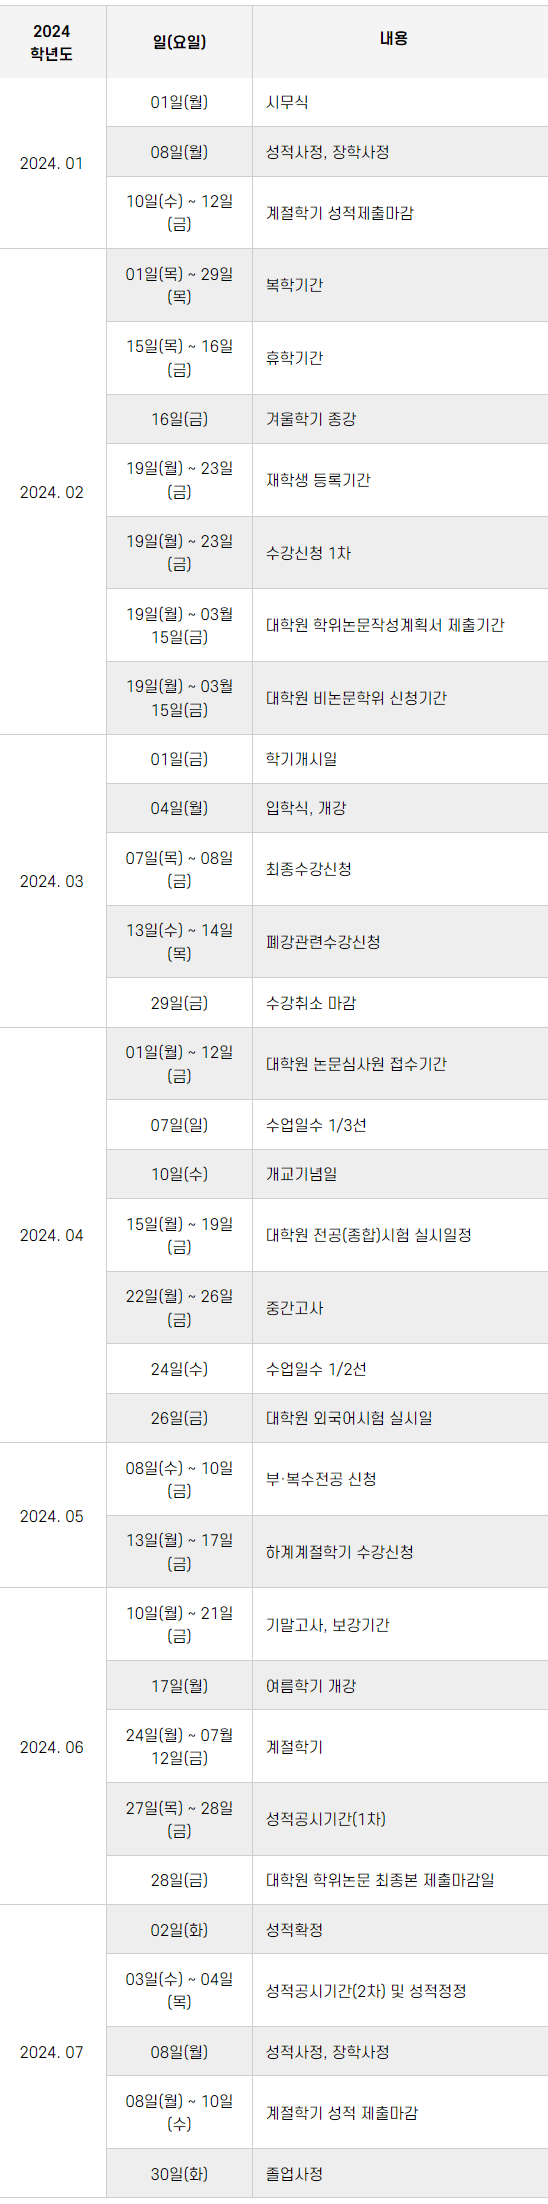 2024
학년도
일(요일)
내용
2024. 01
01일(월)
시무식
08일(월)
성적사정, 장학사정
10일(수) ~ 12일
(금)
계절학기 성적제출마감
2024. 02
01일(목) ~ 29일
(목)
복학기간
15일(목) ~ 16일
(금)
휴학기간
16일(금)
겨울학기 종강
19일(월) ~ 23일
(금)
재학생 등록기간
19일(월) ~ 23일
(금)
수강신청 1차
19일(월) ~ 03월
15일(금)
대학원 학위논문작성계획서 제출기간
19일(월) ~ 03월
15일(금)
대학원 비논문학위 신청기간
2024. 03
01일(금)
학기개시일
04일(월)
입학식, 개강
07일(목) ~ 08일
(금)
최종수강신청
13일(수) ~ 14일
(목)
폐강관련수강신청
29일(금)
수강취소 마감
2024. 04
01일(월) ~ 12일
(금)
대학원 논문심사원 접수기간
07일(일)
수업일수 1/3선
10일(수)
개교기념일
15일(월) ~ 19일
(금)
대학원 전공(종합)시험 실시일정
22일(월) ~ 26일
(금)
중간고사
24일(수)
수업일수 1/2선
26일(금)
대학원 외국어시험 실시일
2024. 05
08일(수) ~ 10일
(금)
부·복수전공 신청
13일(월) ~ 17일
(금)
하계계절학기 수강신청
2024. 06
10일(월) ~ 21일
(금)
기말고사, 보강기간
17일(월)
여름학기 개강
24일(월) ~ 07월
12일(금)
계절학기
27일(목) ~ 28일
(금)
성적공시기간(1차)
28일(금)
대학원 학위논문 최종본 제출마감일
2024. 07
02일(화)
성적확정
03일(수) ~ 04일
(목)
성적공시기간(2차) 및 성적정정
08일(월)
성적사정, 장학사정
08일(월) ~ 10일
(수)
계절학기 성적 제출마감
30일(화)
졸업사정